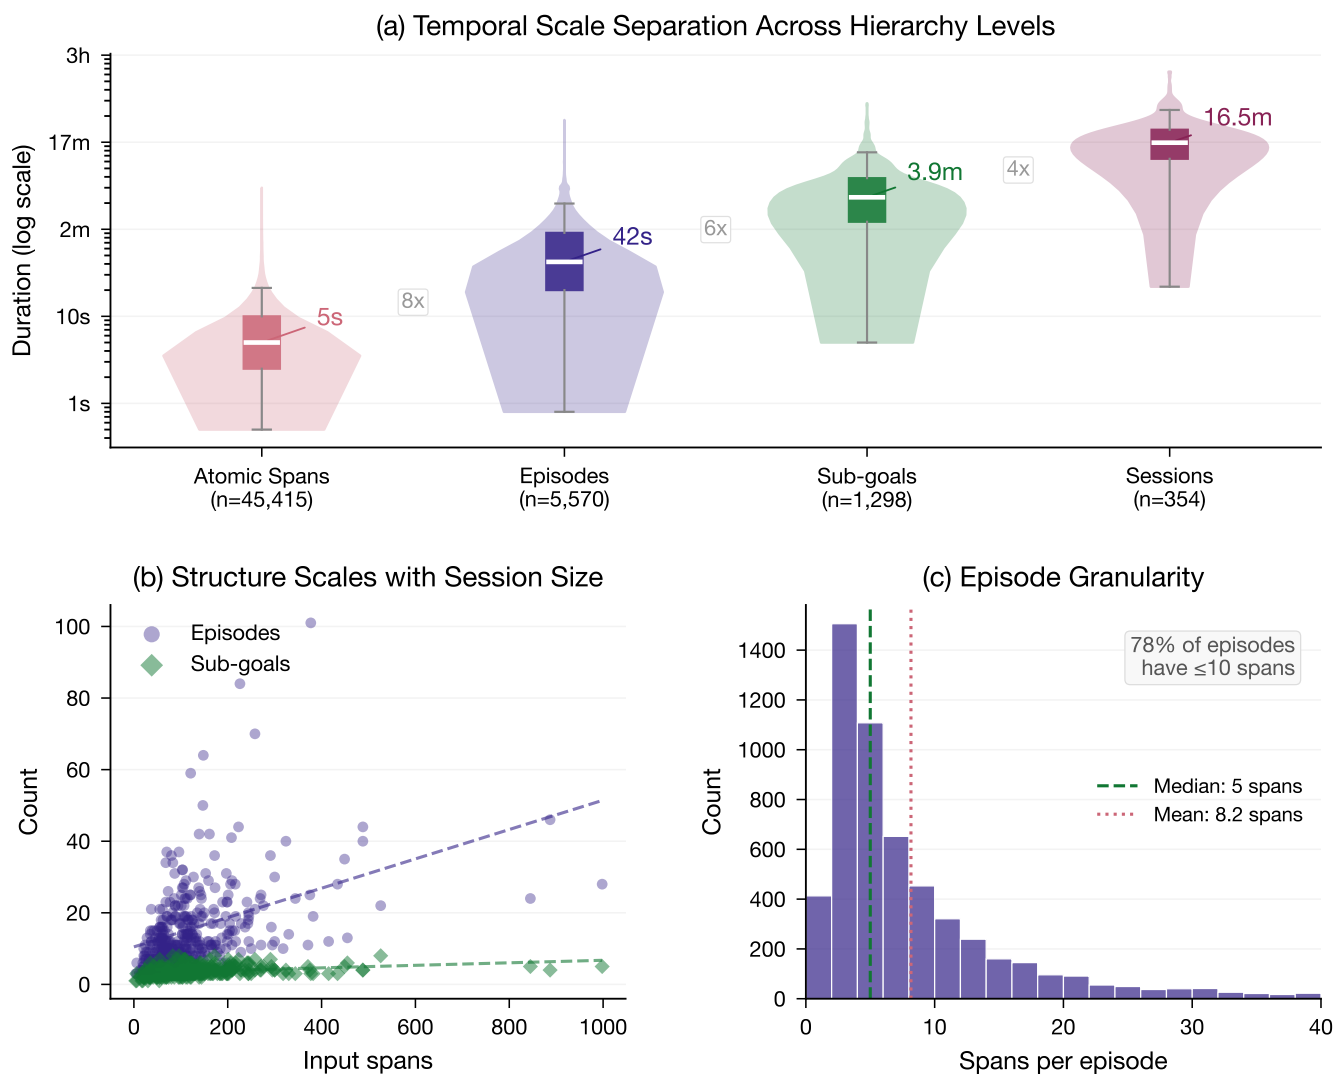 (a) Temporal Scale Separation Across Hierarchy Levels
Duration (log scale)
3h
17m
2m
10s
1s
5s
8x
42s
6x
3.9m
4x
16.5m
Atomic Spans
(n=45,415)
Episodes
(n=5,570)
Sub-goals
(n=1,298)
Sessions
(n=354)
(b) Structure Scales with Session Size
Count
100
80
60
40
20
0
Episodes
Sub-goals
0
200
400
600
800
1000
Input spans
(c) Episode Granularity
Count
1400
1200
1000
800
600
400
200
0
78% of episodes
have ≤10 spans
Median: 5 spans
Mean: 8.2 spans
0
10
20
30
40
Spans per episode